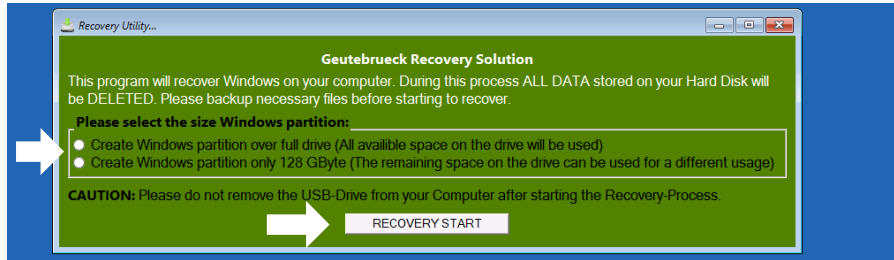 Recovery Utility...
Geutebrueck Recovery Solution
This program will recover Windows on your computer. During this process ALL DATA stored on your Hard Disk will
be DELETED. Please backup necessary files before starting to recover.
Please select the size Windows partition:
Create Windows partition over full drive (All availible space on the drive will be used)
Create Windows partition only 128 GByte (The remaining space on the drive can be used for a different usage)
CAUTION: Please do not remove the USB-Drive from your Computer after starting the Recovery-Process.
RECOVERY START